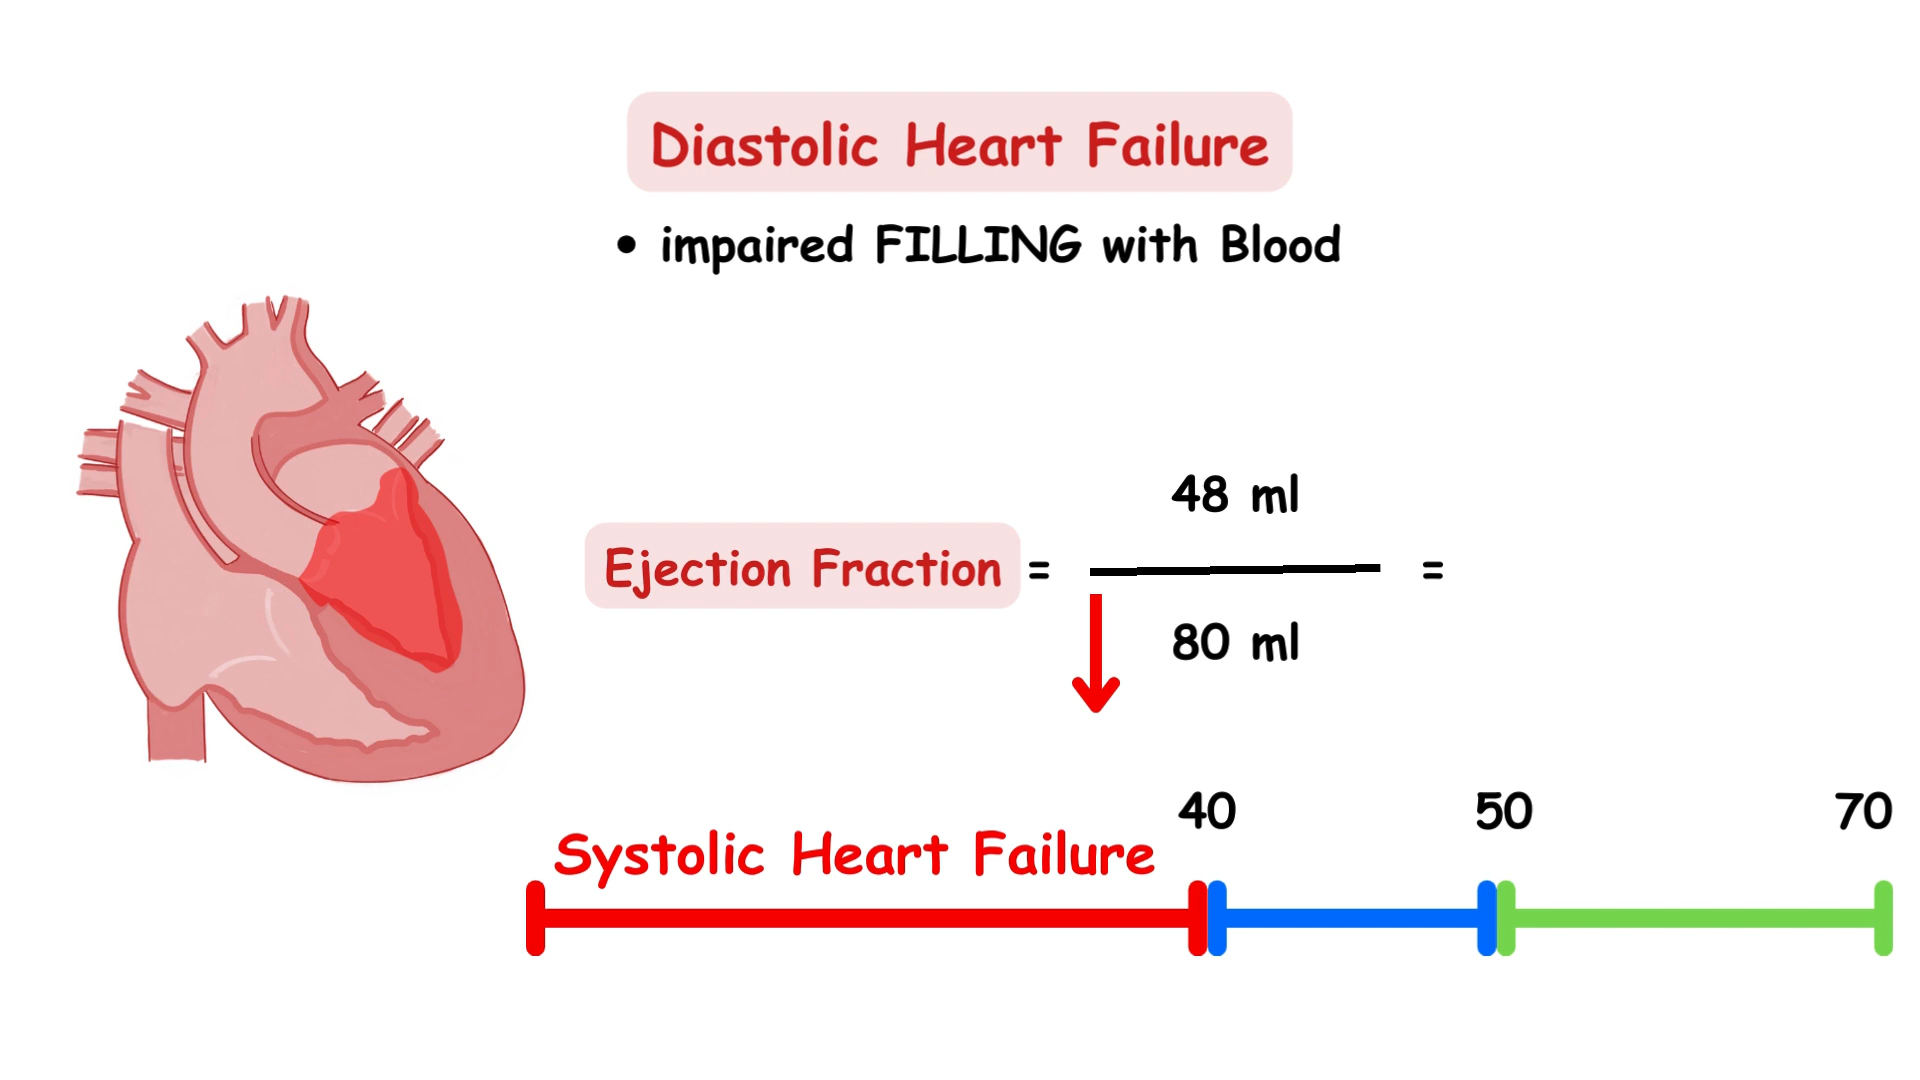 Diastolic Heart Failure
• impaired FILLING with Blood
48 ml
Ejection Fraction = =
80 ml
40 50 70
Systolic Heart Failure